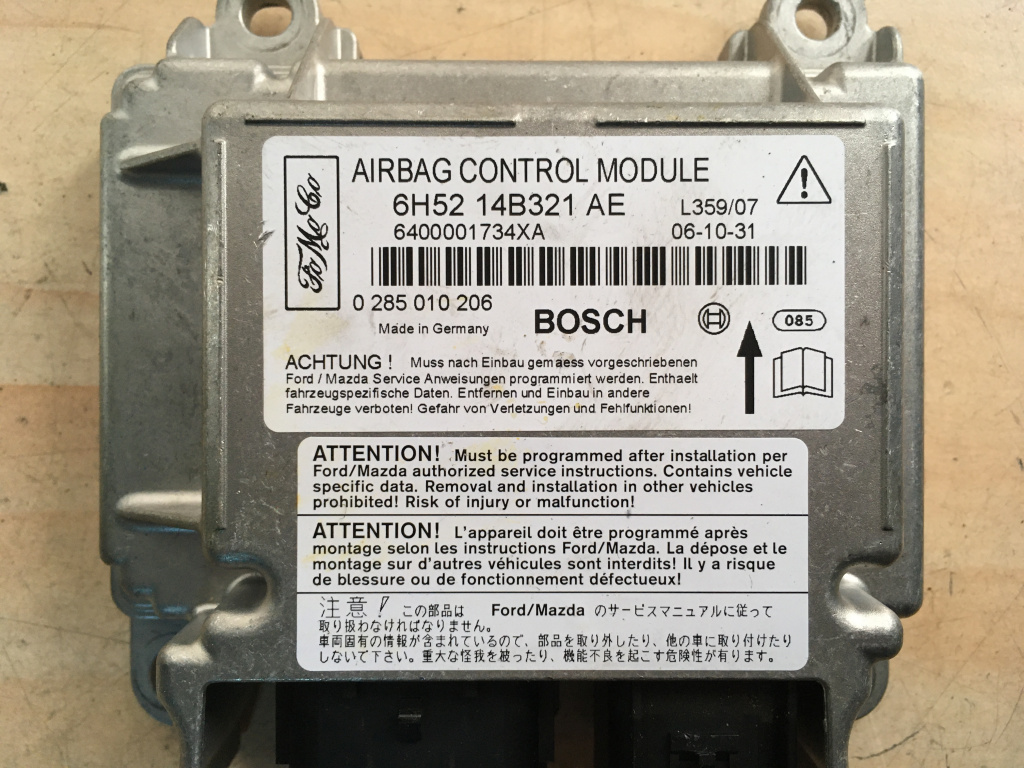 FoMoCo
AIRBAG CONTROL MODULE
6H52 14B321 AE
L359/07
6400001734XA
06-10-31
0 285 010 206
Made in Germany
BOSCH
085
ACHTUNG ! Muss nach Einbau gemaess vorgeschriebenen
Ford / Mazda Service Anweisungen programmiert werden. Enthaelt
fahrzeugspezifische Daten. Entfernen und Einbau in andere
Fahrzeuge verboten! Gefahr von Verletzungen und Fehlfunktionen!
ATTENTION! Must be programmed after installation per
Ford/Mazda authorized service instructions. Contains vehicle
specific data. Removal and installation in other vehicles
prohibited! Risk of injury or malfunction!
ATTENTION! L'appareil doit être programmé après
montage selon les instructions Ford/Mazda. La dépose et le
montage sur d'autres véhicules sont interdits! Il y a risque
de blessure ou de fonctionnement défectueux!
注意! この部品は Ford/Mazda のサービスマニュアルに従って
取り扱わなければなりません。
車両固有の情報が含まれているので、部品を取り外したり、他の車に取り付けたり
しないで下さい。重大な怪我を被ったり、機能不良を起こす危険性が有ります。